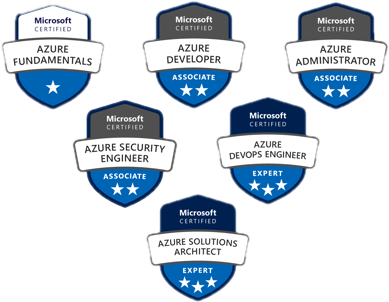 Microsoft
CERTIFIED
AZURE
FUNDAMENTALS
Microsoft
CERTIFIED
AZURE
DEVELOPER
ASSOCIATE
Microsoft
CERTIFIED
AZURE
ADMINISTRATOR
ASSOCIATE
Microsoft
CERTIFIED
AZURE SECURITY
ENGINEER
ASSOCIATE
Microsoft
CERTIFIED
AZURE
DEVOPS ENGINEER
EXPERT
Microsoft
CERTIFIED
AZURE SOLUTIONS
ARCHITECT
EXPERT